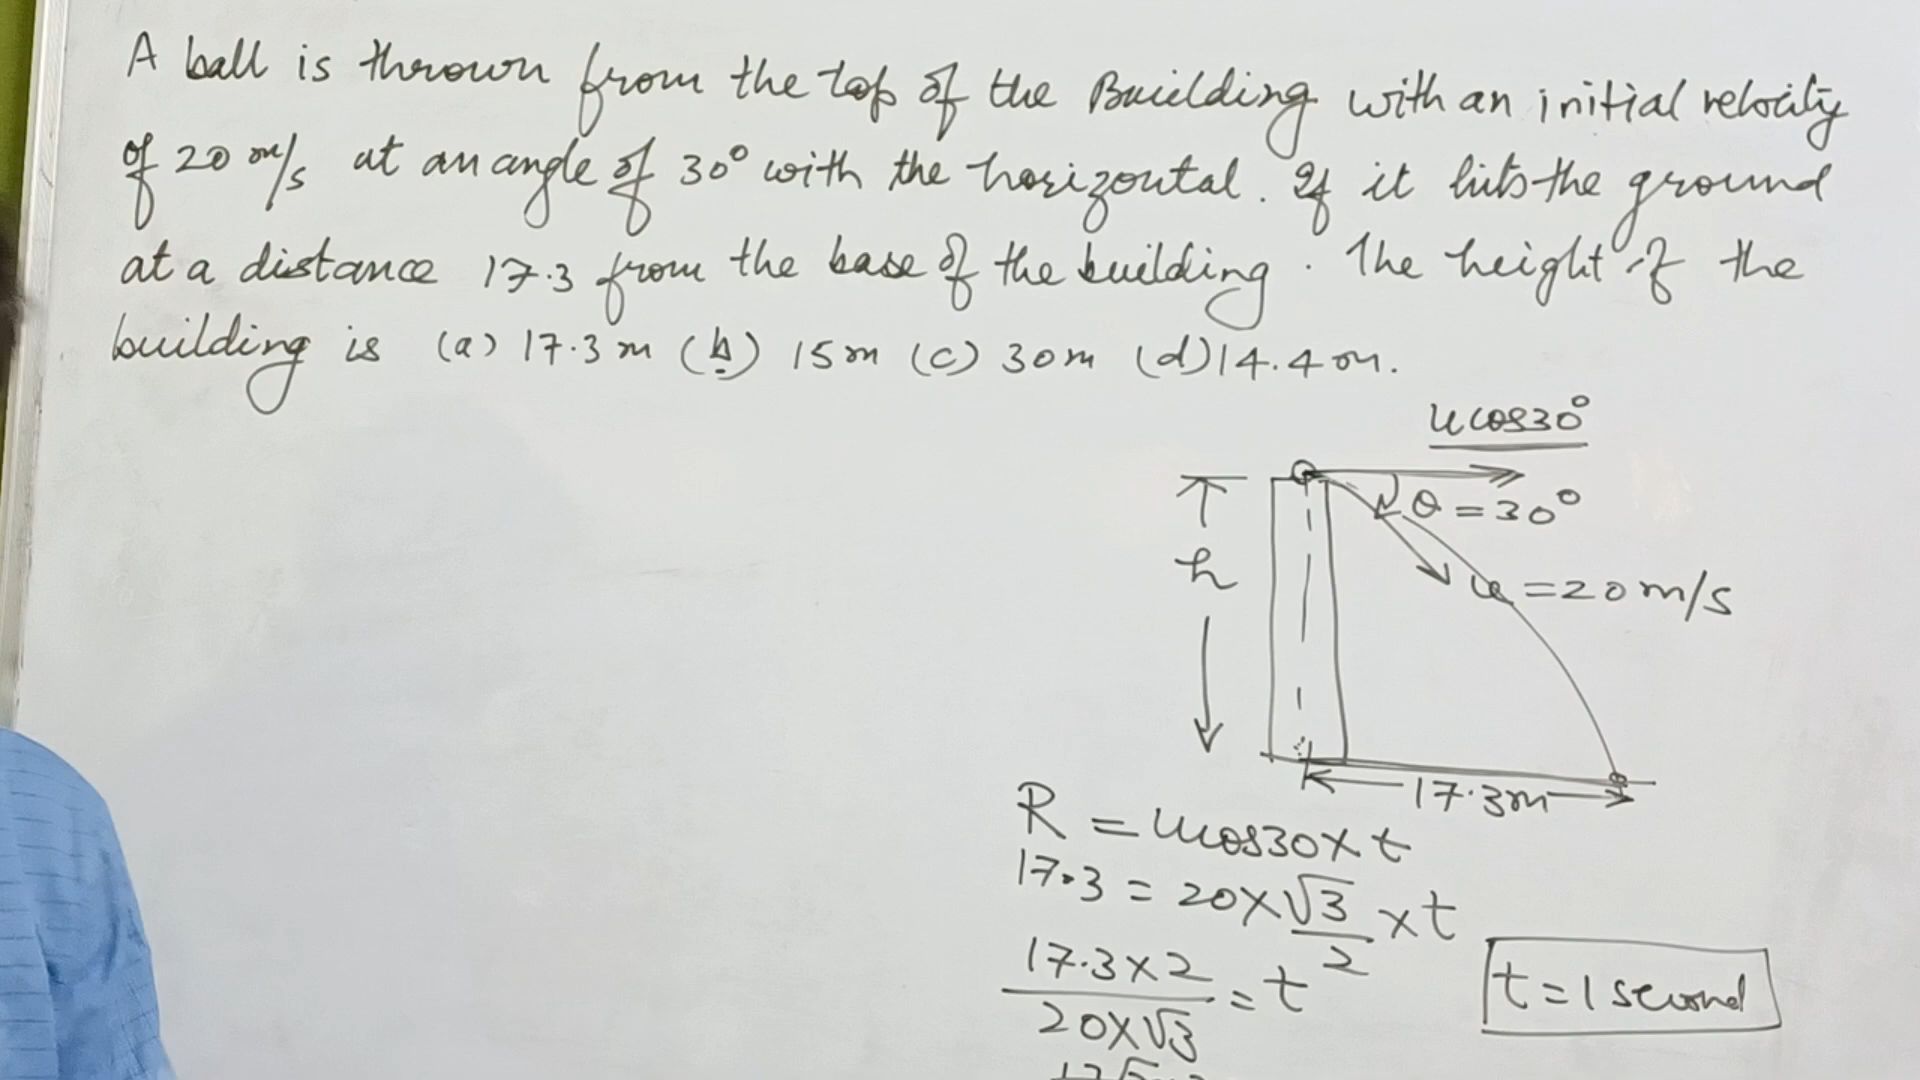 A ball is thrown from the top of the Building with an initial velocity
of 20 m/s at an angle of 30° with the horizontal. If it hits the ground
at a distance 17.3 from the base of the building. The height of the
building is (a) 17.3 m (b) 15 m (c) 30 m (d) 14.4 m.
u cos30°
θ = 30°
h
u = 20 m/s
17.3m
R = u cos30 × t
17.3 = 20 × √3/2 × t
17.3 × 2 / 20 × √3 = t
t = 1 second